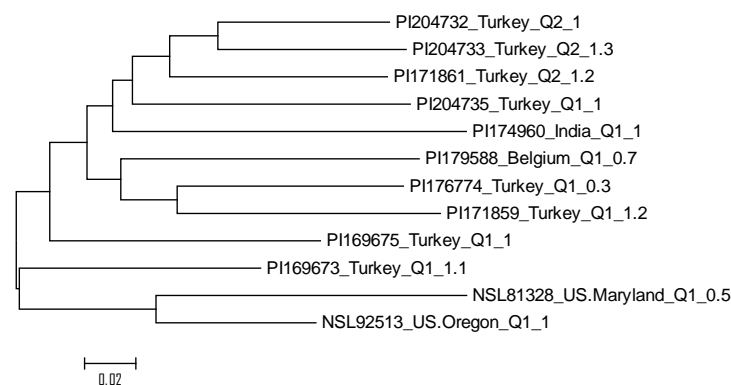 PI204732_Turkey_Q2_1
PI204733_Turkey_Q2_1.3
PI171861_Turkey_Q2_1.2
PI204735_Turkey_Q1_1
PI174960_India_Q1_1
PI179588_Belgium_Q1_0.7
PI176774_Turkey_Q1_0.3
PI171859_Turkey_Q1_1.2
PI169675_Turkey_Q1_1
PI169673_Turkey_Q1_1.1
NSL81328_US.Maryland_Q1_0.5
NSL92513_US.Oregon_Q1_1
0.02